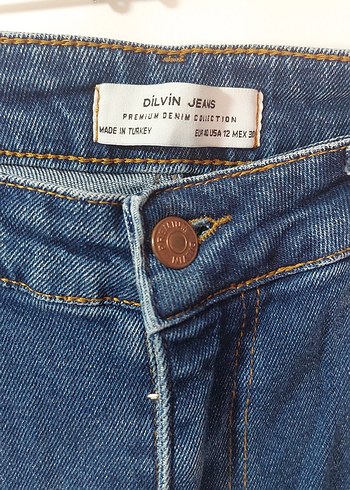 DİLVİN JEANS
PREMIUM DENIM COLLECTION
MADE IN TURKEY EUR 40 USA 12 MEX 30